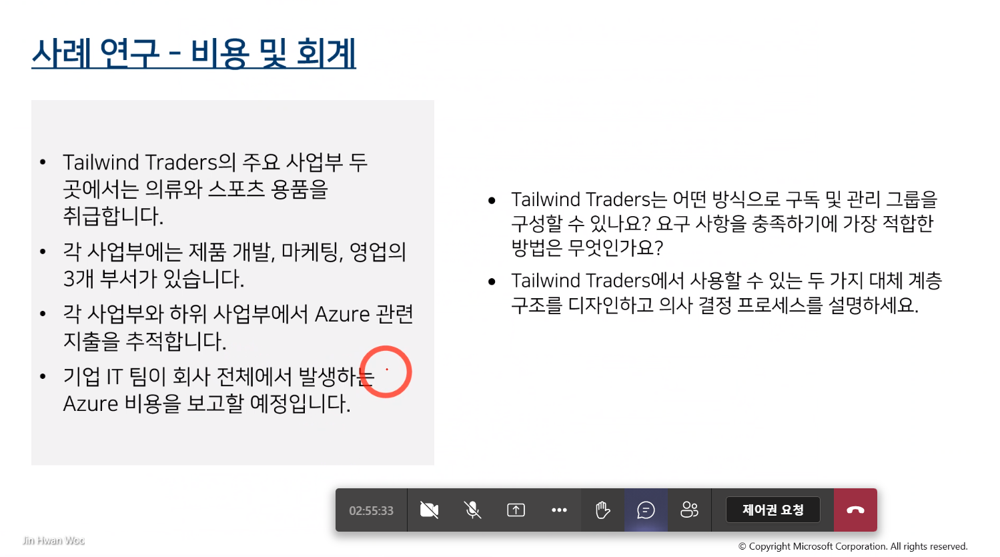 사례 연구 - 비용 및 회계
• Tailwind Traders의 주요 사업부 두
곳에서는 의류와 스포츠 용품을
취급합니다.
• 각 사업부에는 제품 개발, 마케팅, 영업의
3개 부서가 있습니다.
• 각 사업부와 하위 사업부에서 Azure 관련
지출을 추적합니다.
• 기업 IT 팀이 회사 전체에서 발생하는
Azure 비용을 보고할 예정입니다.
• Tailwind Traders는 어떤 방식으로 구독 및 관리 그룹을
구성할 수 있나요? 요구 사항을 충족하기에 가장 적합한
방법은 무엇인가요?
• Tailwind Traders에서 사용할 수 있는 두 가지 대체 계층
구조를 디자인하고 의사 결정 프로세스를 설명하세요.
02:55:33
제어권 요청
Jin Hwan Woo
© Copyright Microsoft Corporation. All rights reserved.